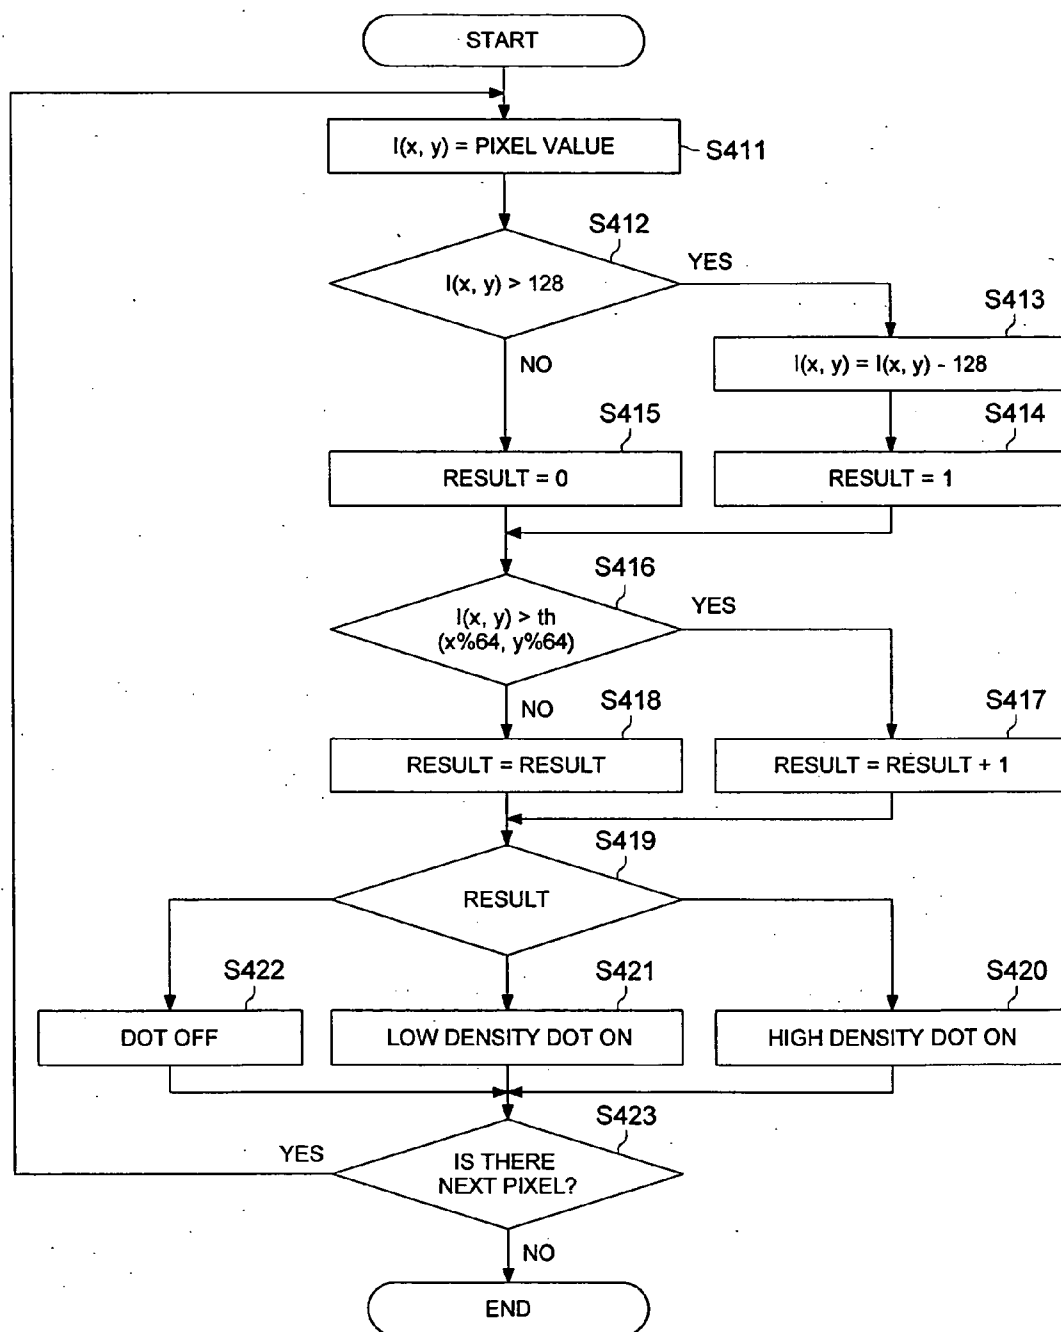 START
I(x, y) = PIXEL VALUE
S411
S412
I(x, y) > 128
YES
NO
S413
I(x, y) = I(x, y) - 128
S415
RESULT = 0
S414
RESULT = 1
S416
I(x, y) > th
(x%64, y%64)
YES
NO
S418
RESULT = RESULT
S417
RESULT = RESULT + 1
S419
RESULT
S422
DOT OFF
S421
LOW DENSITY DOT ON
S420
HIGH DENSITY DOT ON
S423
YES
IS THERE
NEXT PIXEL?
NO
END